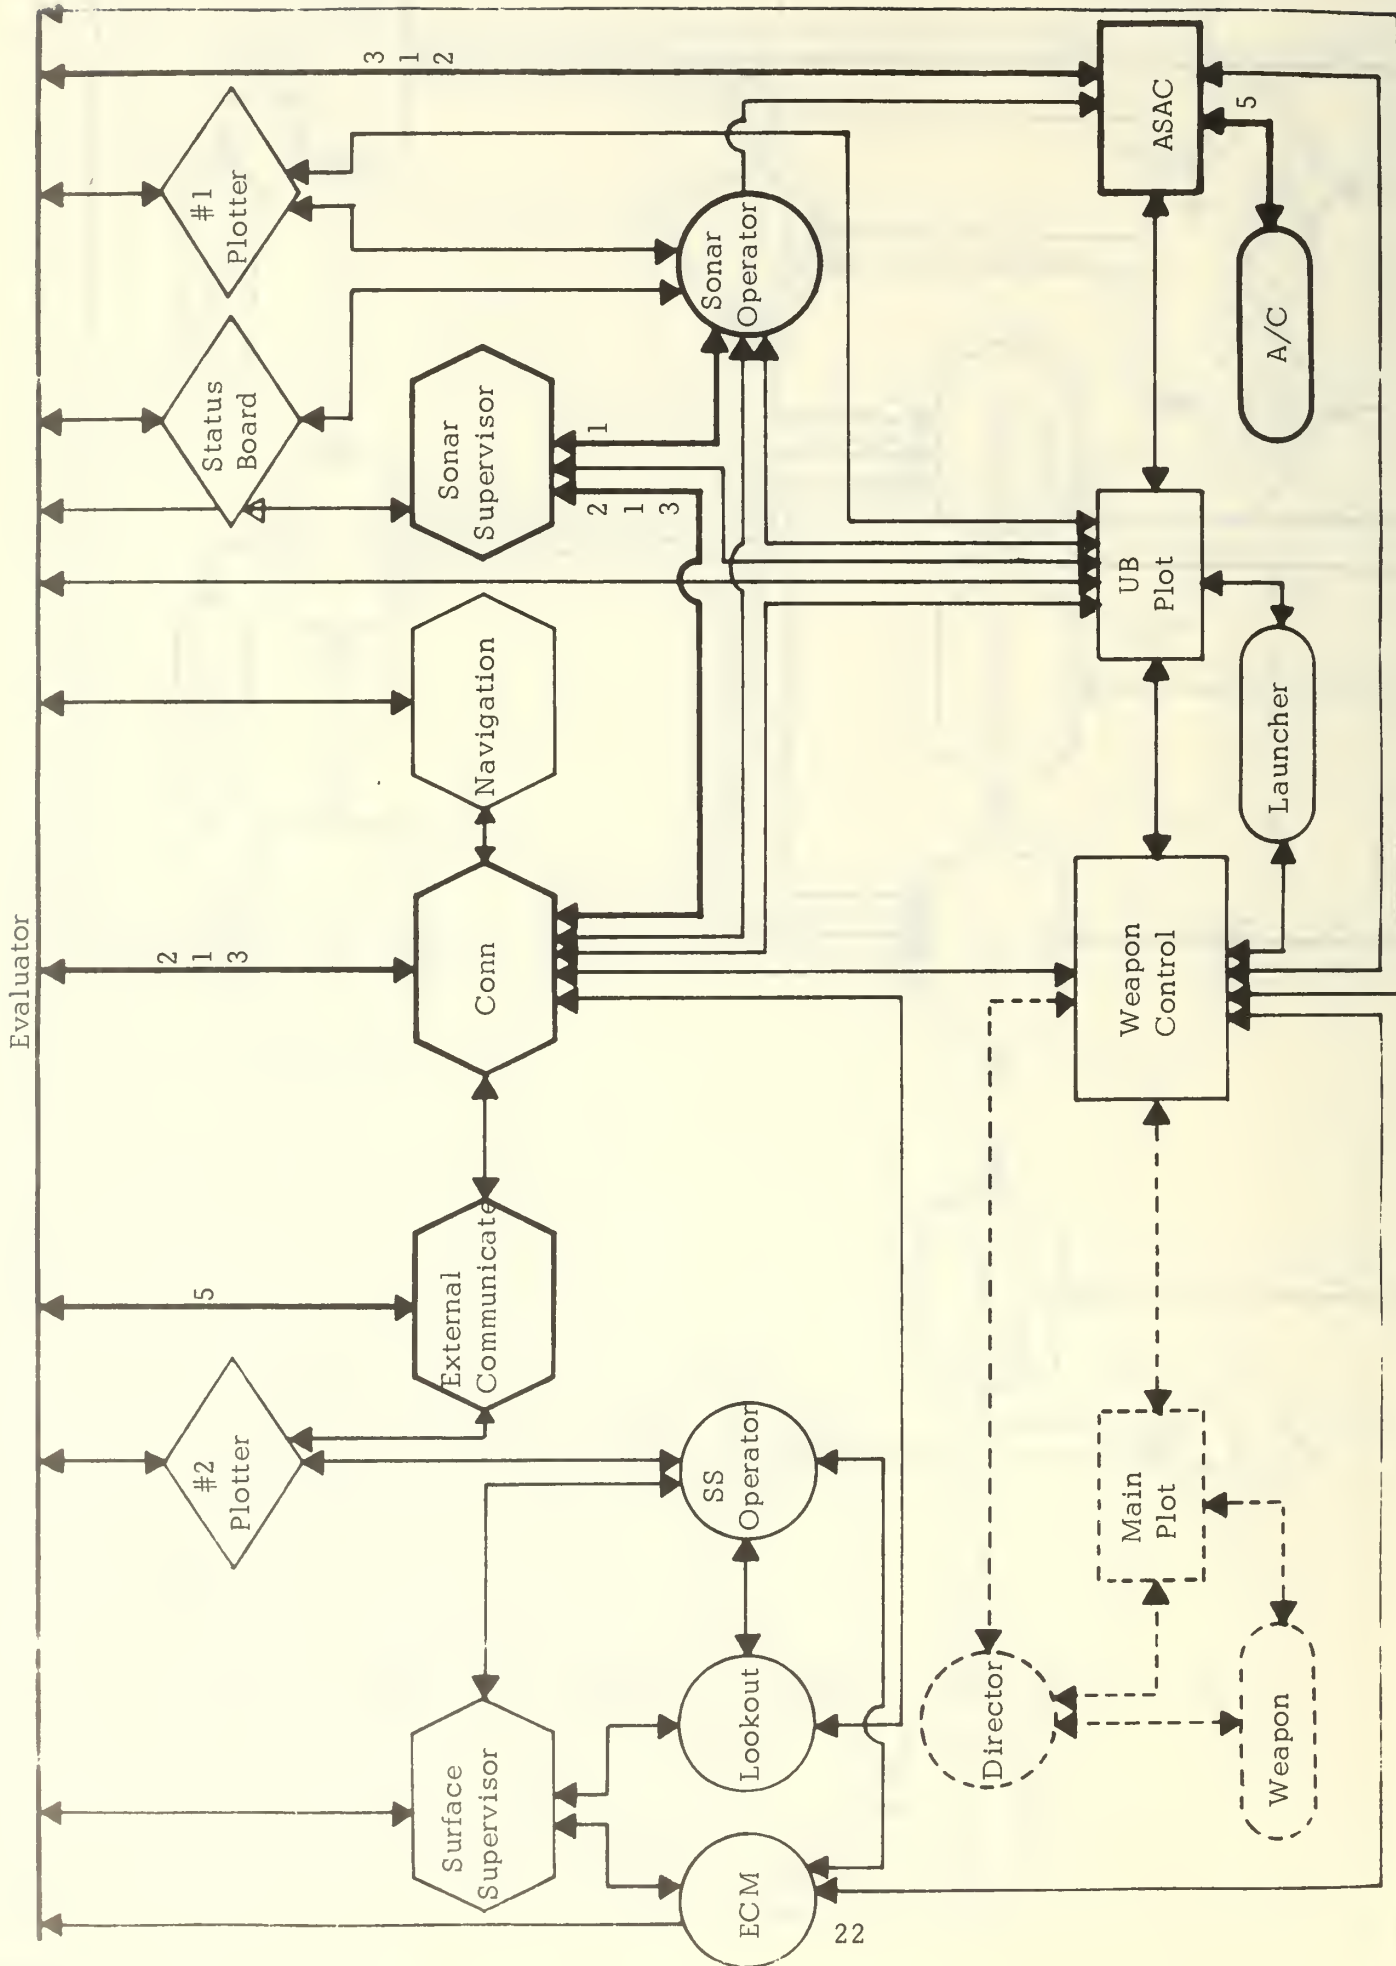 Evaluator
3
1
2
#1
Plotter
Status
Board
2
1
3
5
#2
Plotter
Sonar
Supervisor
1
2
1
3
Navigation
Conn
External
Communicate
Surface
Supervisor
Sonar
Operator
SS
Operator
Lookout
ECM
Director
ASAC
5
UB
Plot
Weapon
Control
Main
Plot
A/C
Launcher
Weapon
22